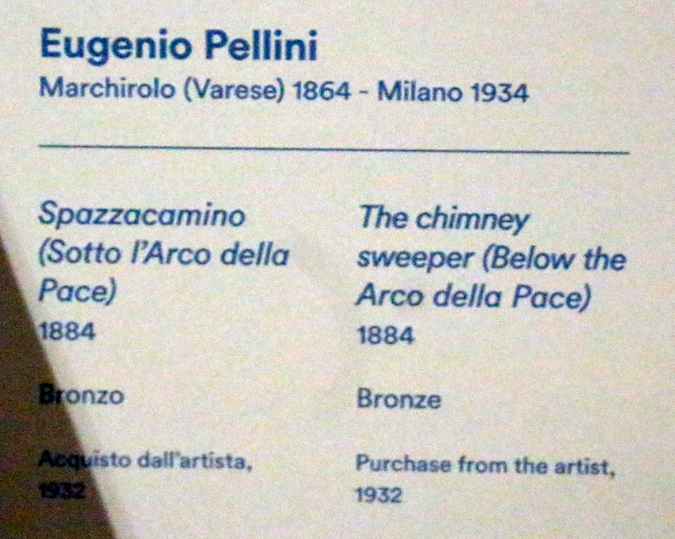 Eugenio Pellini
Marchirolo (Varese) 1864 - Milano 1934
Spazzacamino
(Sotto l'Arco della
Pace)
1884
Bronzo
Acquisto dall'artista,
1932
The chimney
sweeper (Below the
Arco della Pace)
1884
Bronze
Purchase from the artist,
1932